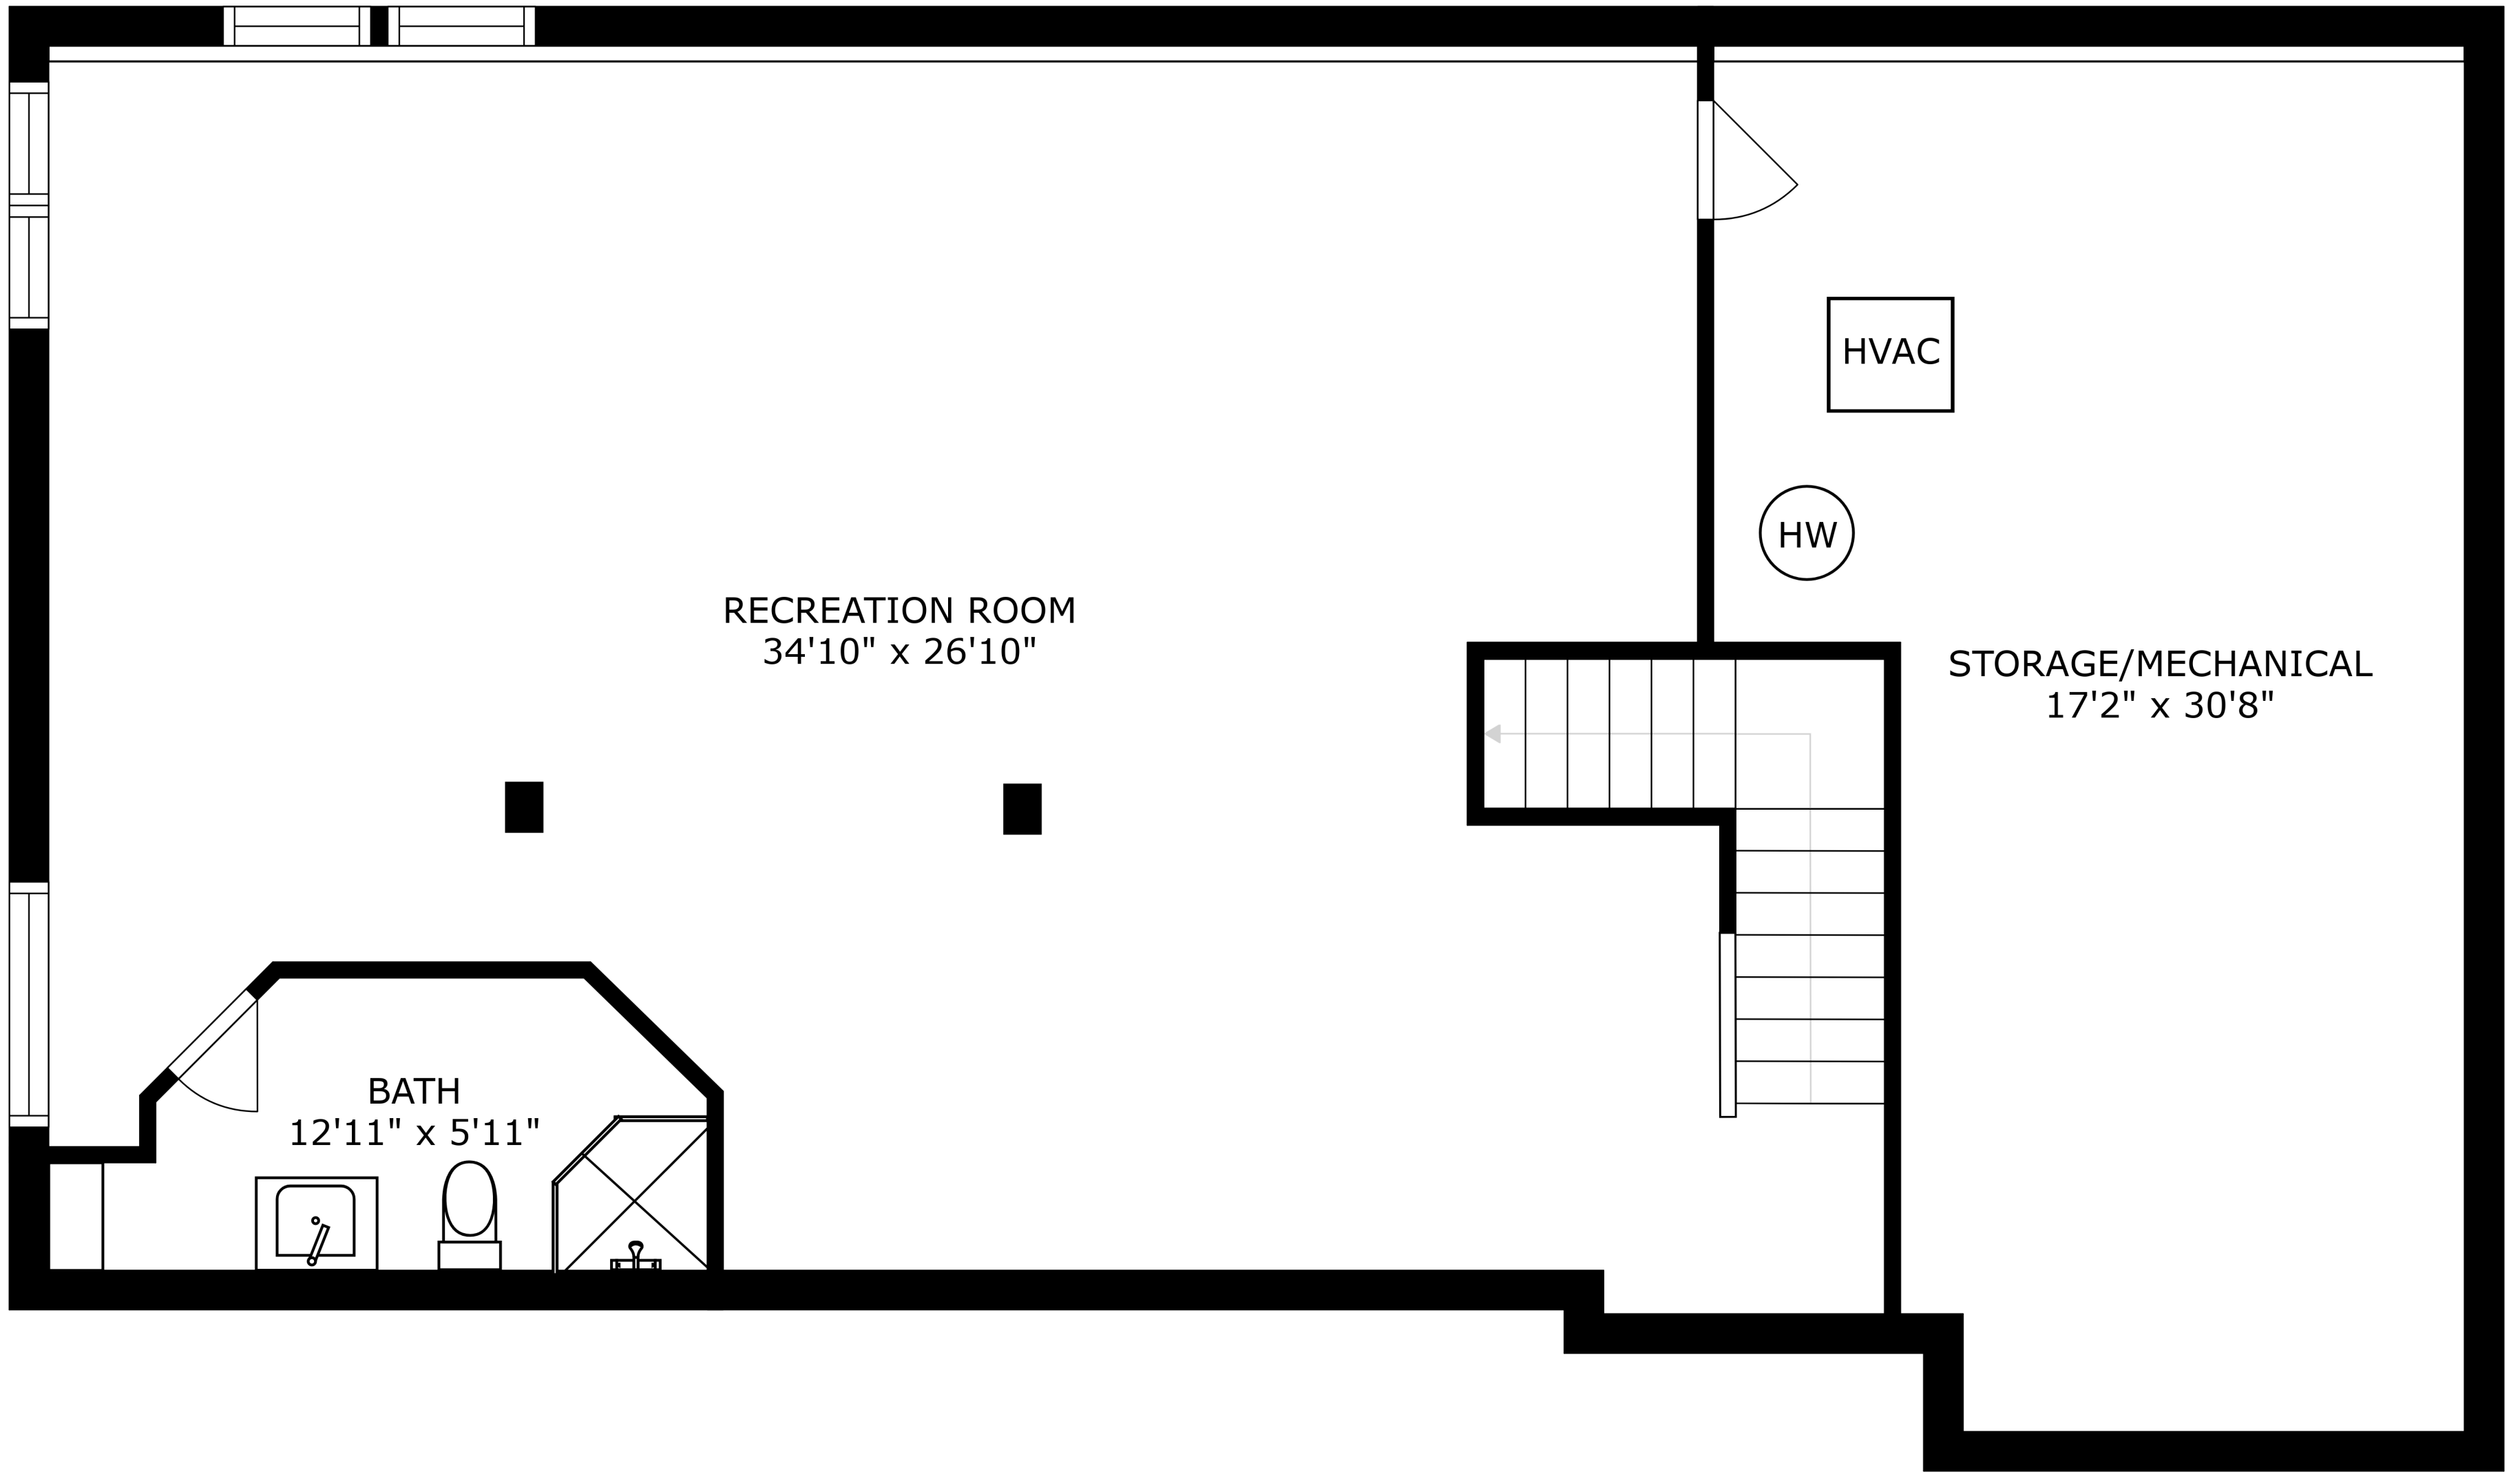 HVAC
HW
RECREATION ROOM
34'10" x 26'10"
STORAGE/MECHANICAL
17'2" x 30'8"
BATH
12'11" x 5'11"